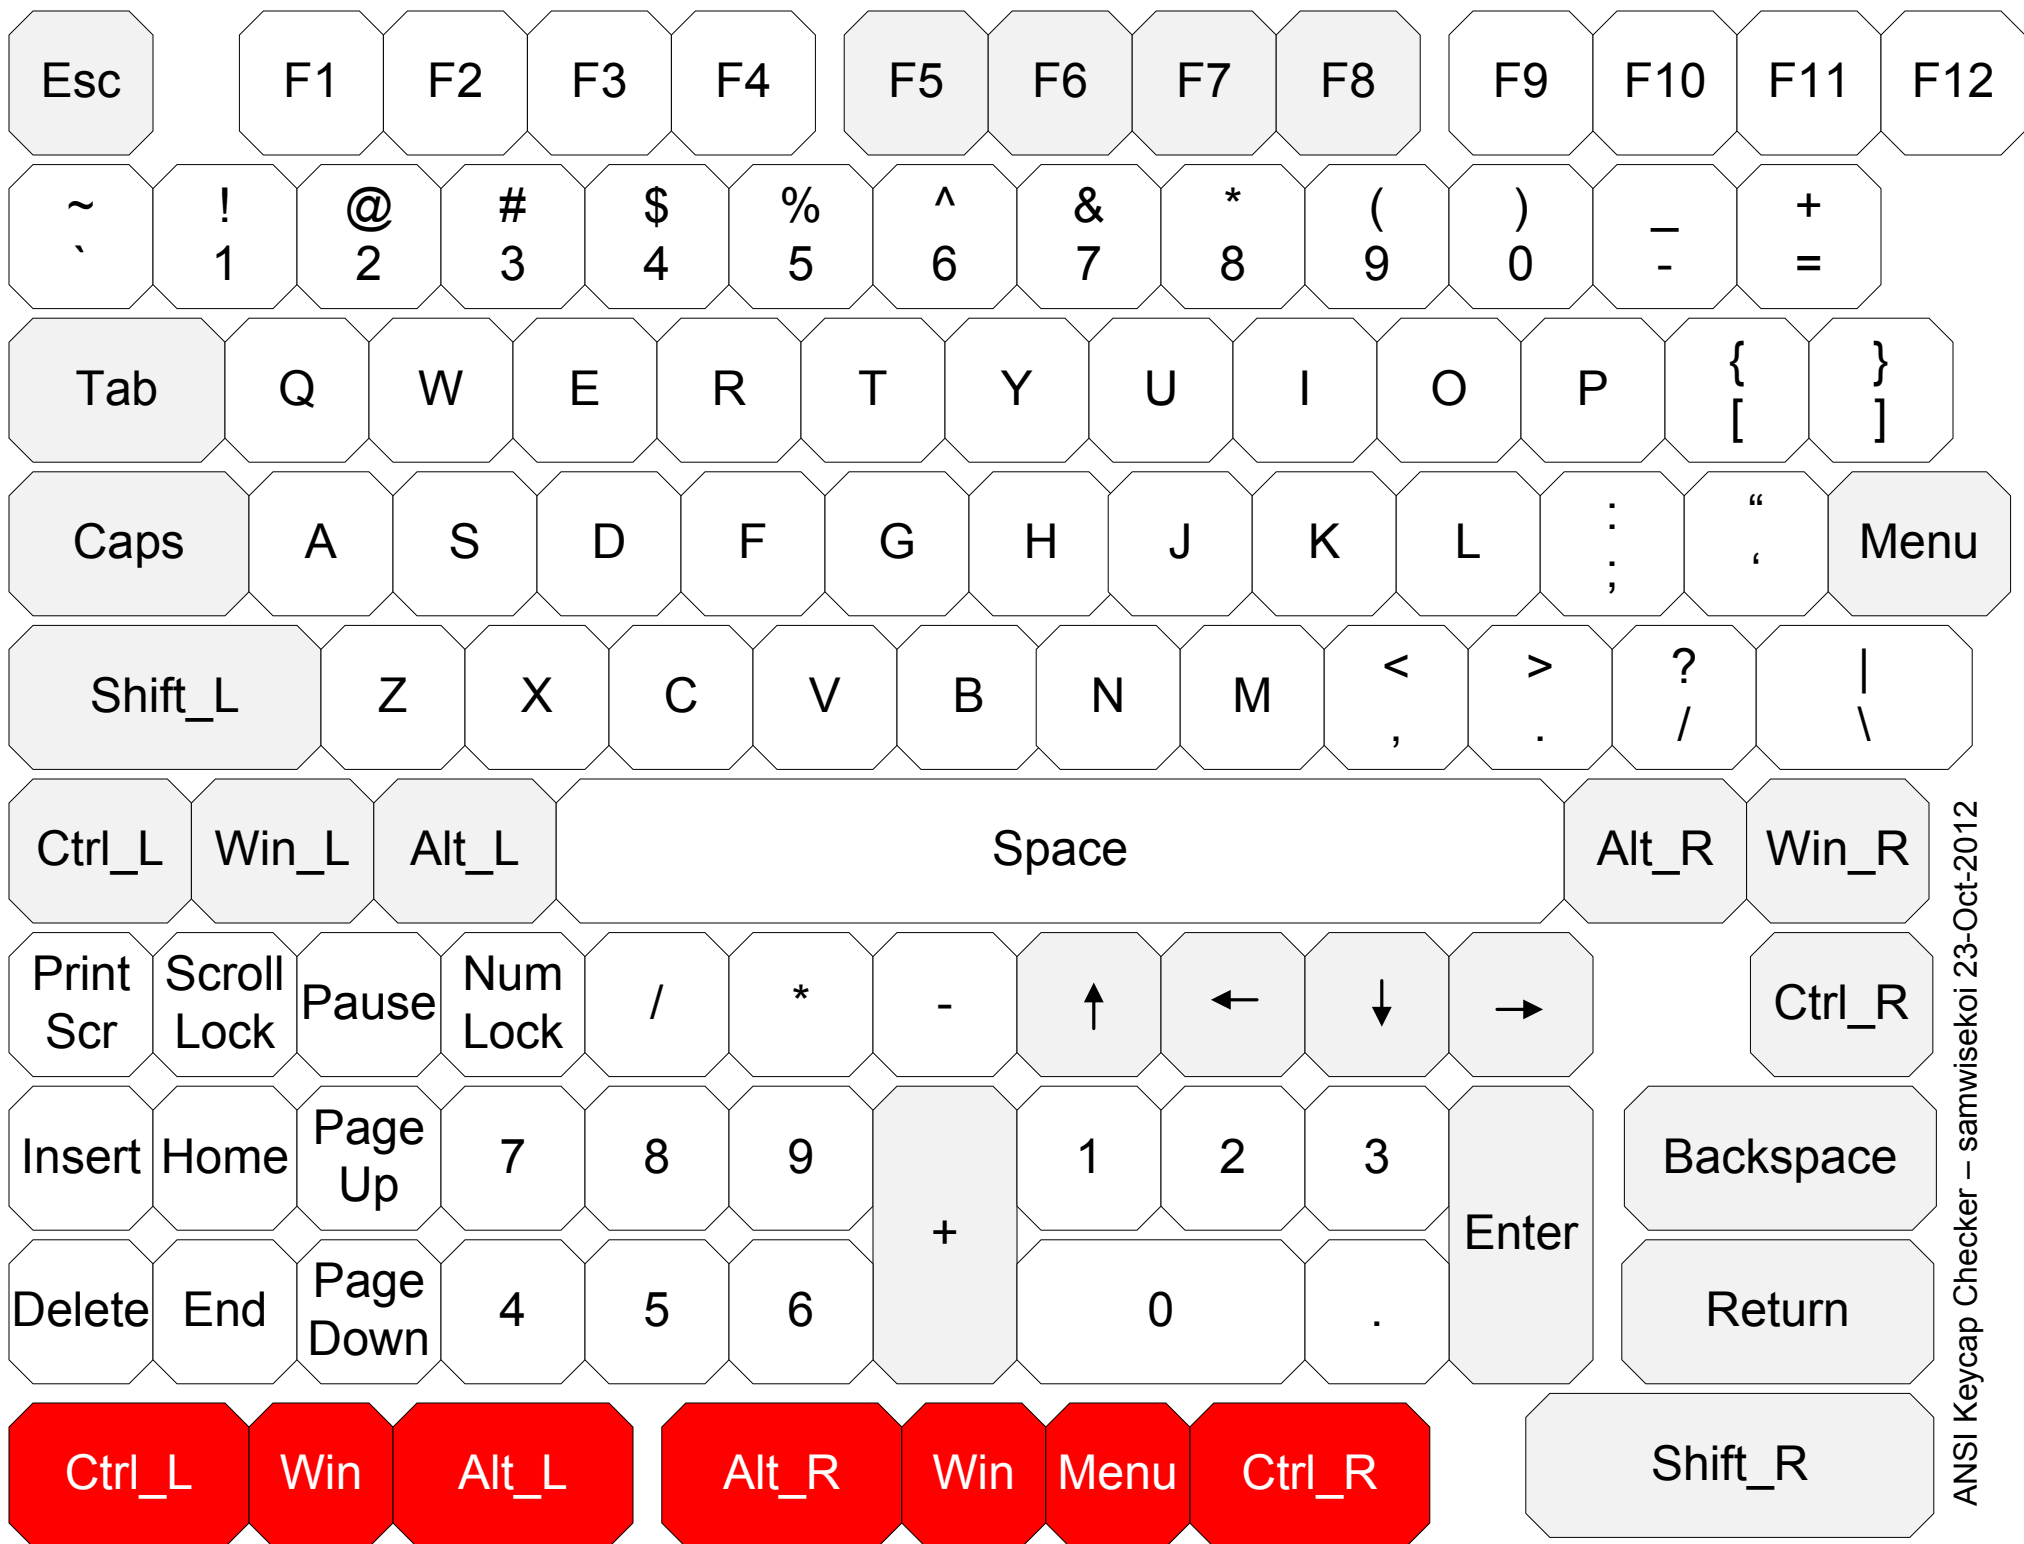 Esc F1 F2 F3 F4 F5 F6 F7 F8 F9 F10 F11 F12
~ ! @ # $ % ^ & * ( ) _ +
` 1 2 3 4 5 6 7 8 9 0 - =
Tab Q W E R T Y U I O P { }
[ ]
Caps A S D F G H J K L : “ Menu
; ‘
Shift_L Z X C V B N M < > ? |
, . / \
Ctrl_L Win_L Alt_L Space Alt_R Win_R
Print Scroll Pause Num / * - ↑ ← ↓ → Ctrl_R
Scr Lock Lock
Insert Home Page 7 8 9 + 1 2 3 Enter Backspace
Up
Delete End Page 4 5 6 0 . Return
Down
Ctrl_L Win Alt_L Alt_R Win Menu Ctrl_R Shift_R
ANSI Keycap Checker – samwisekoi 23-Oct-2012